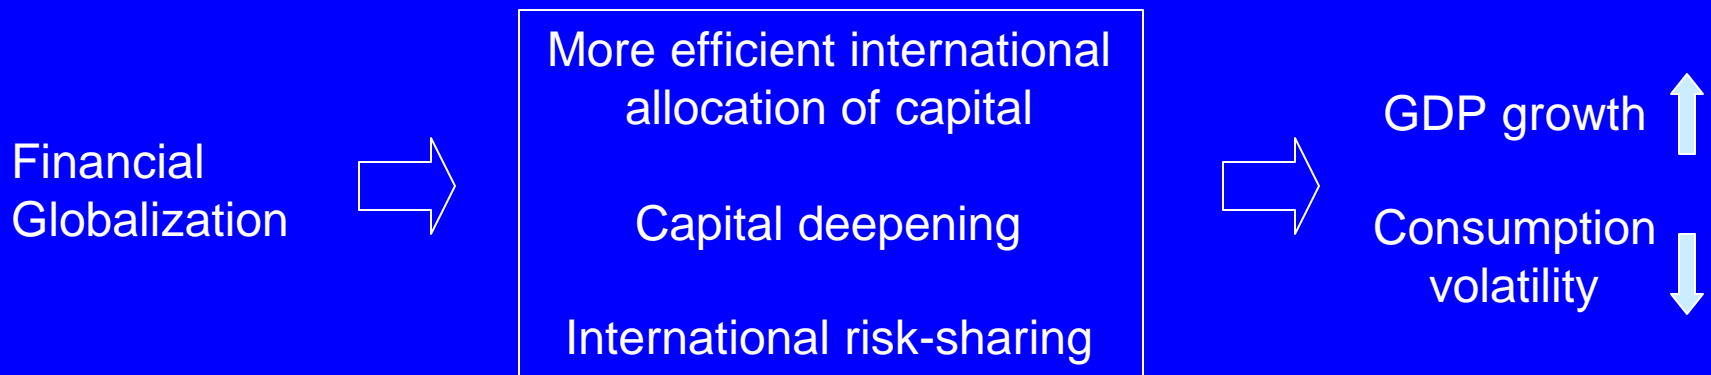 Financial
Globalization
More efficient international
allocation of capital
Capital deepening
International risk-sharing
GDP growth
Consumption
volatility